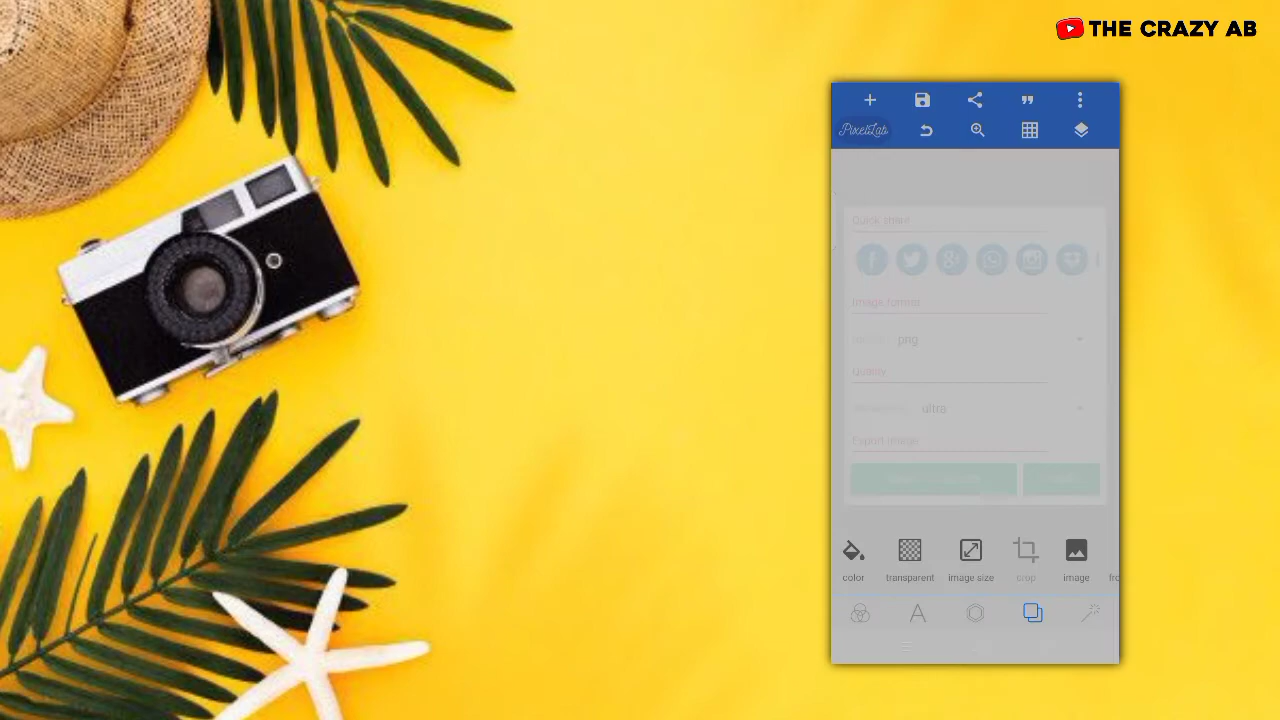 THE CRAZY AB
PixelLab
Quick share
Image format
png
Quality
ultra
Export image
color
transparent
image size
crop
image